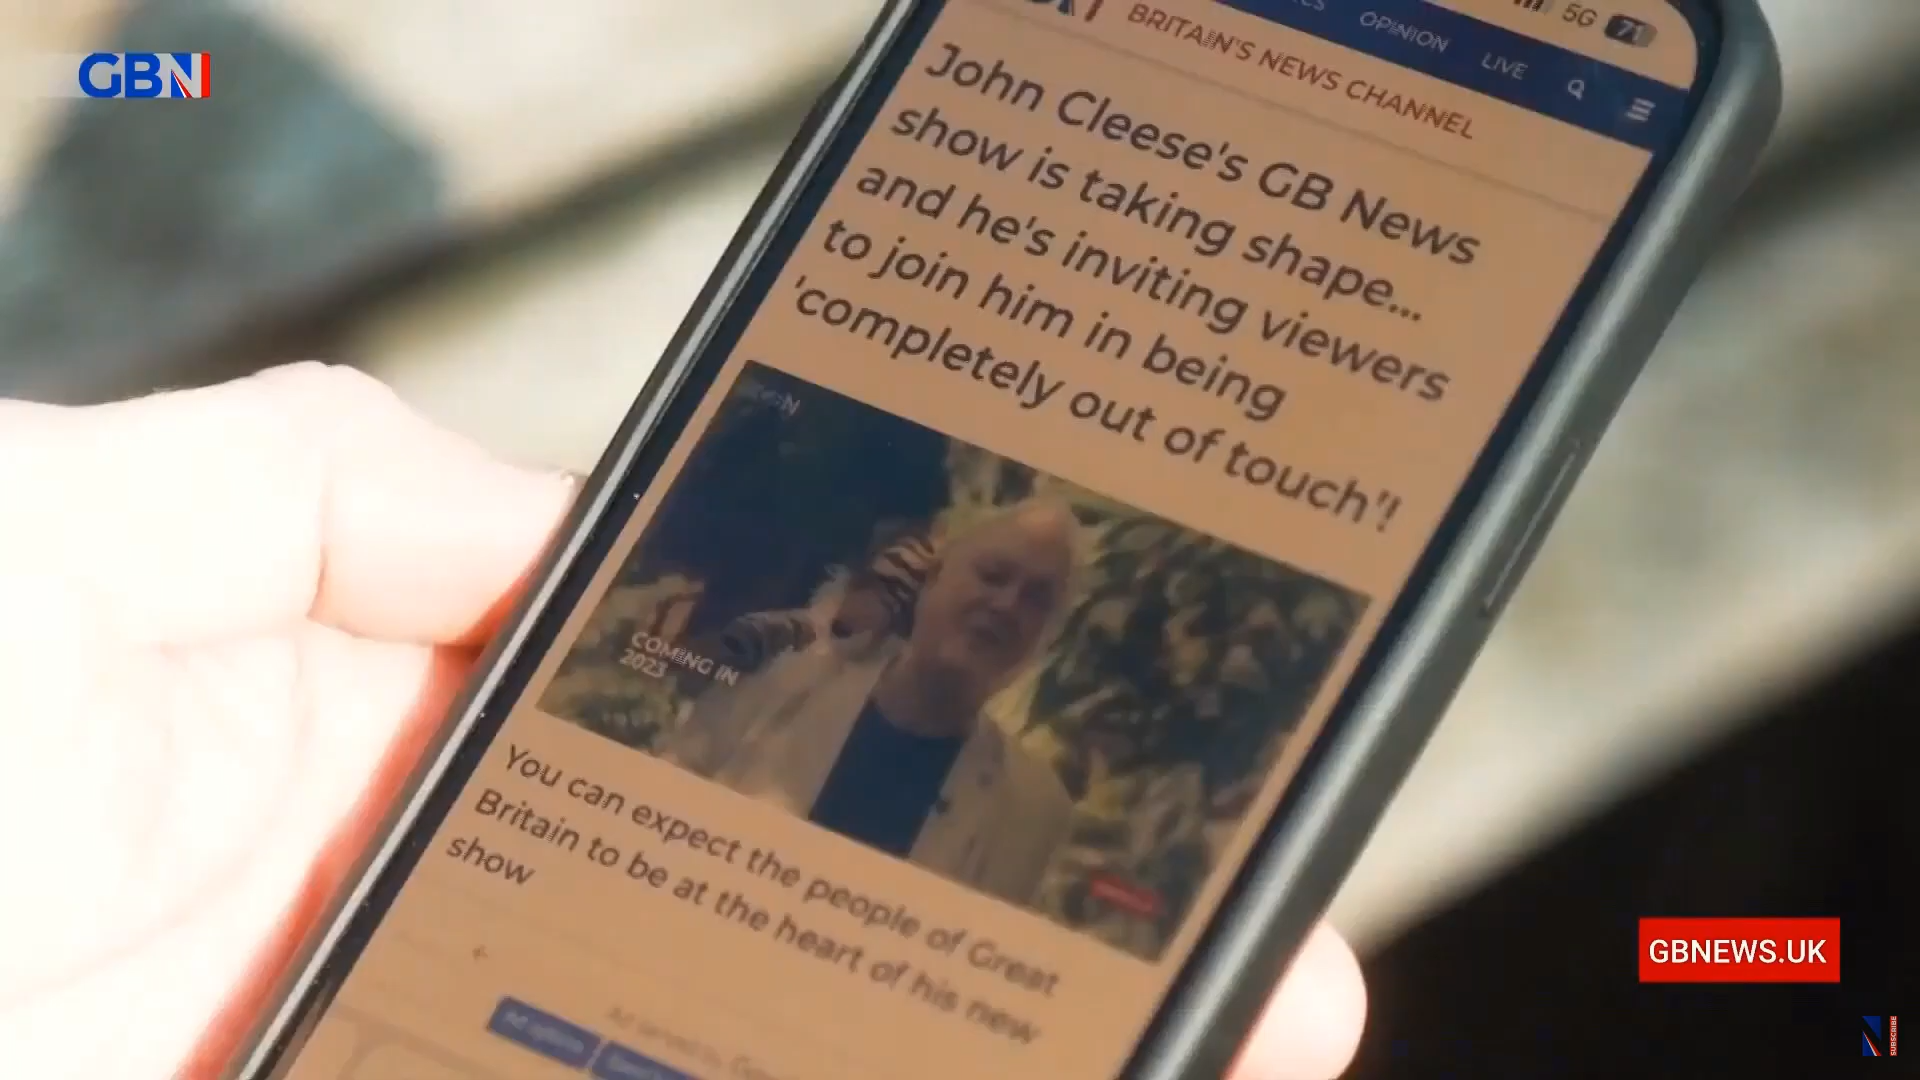 GBN
5G
71
OPINION
LIVE
BRITAIN'S NEWS CHANNEL
John Cleese's GB News
show is taking shape...
and he's inviting viewers
to join him in being
'completely out of touch'!
COMING IN
2023
You can expect the people of Great
Britain to be at the heart of his new
show
GBNEWS.UK
SUBSCRIBE